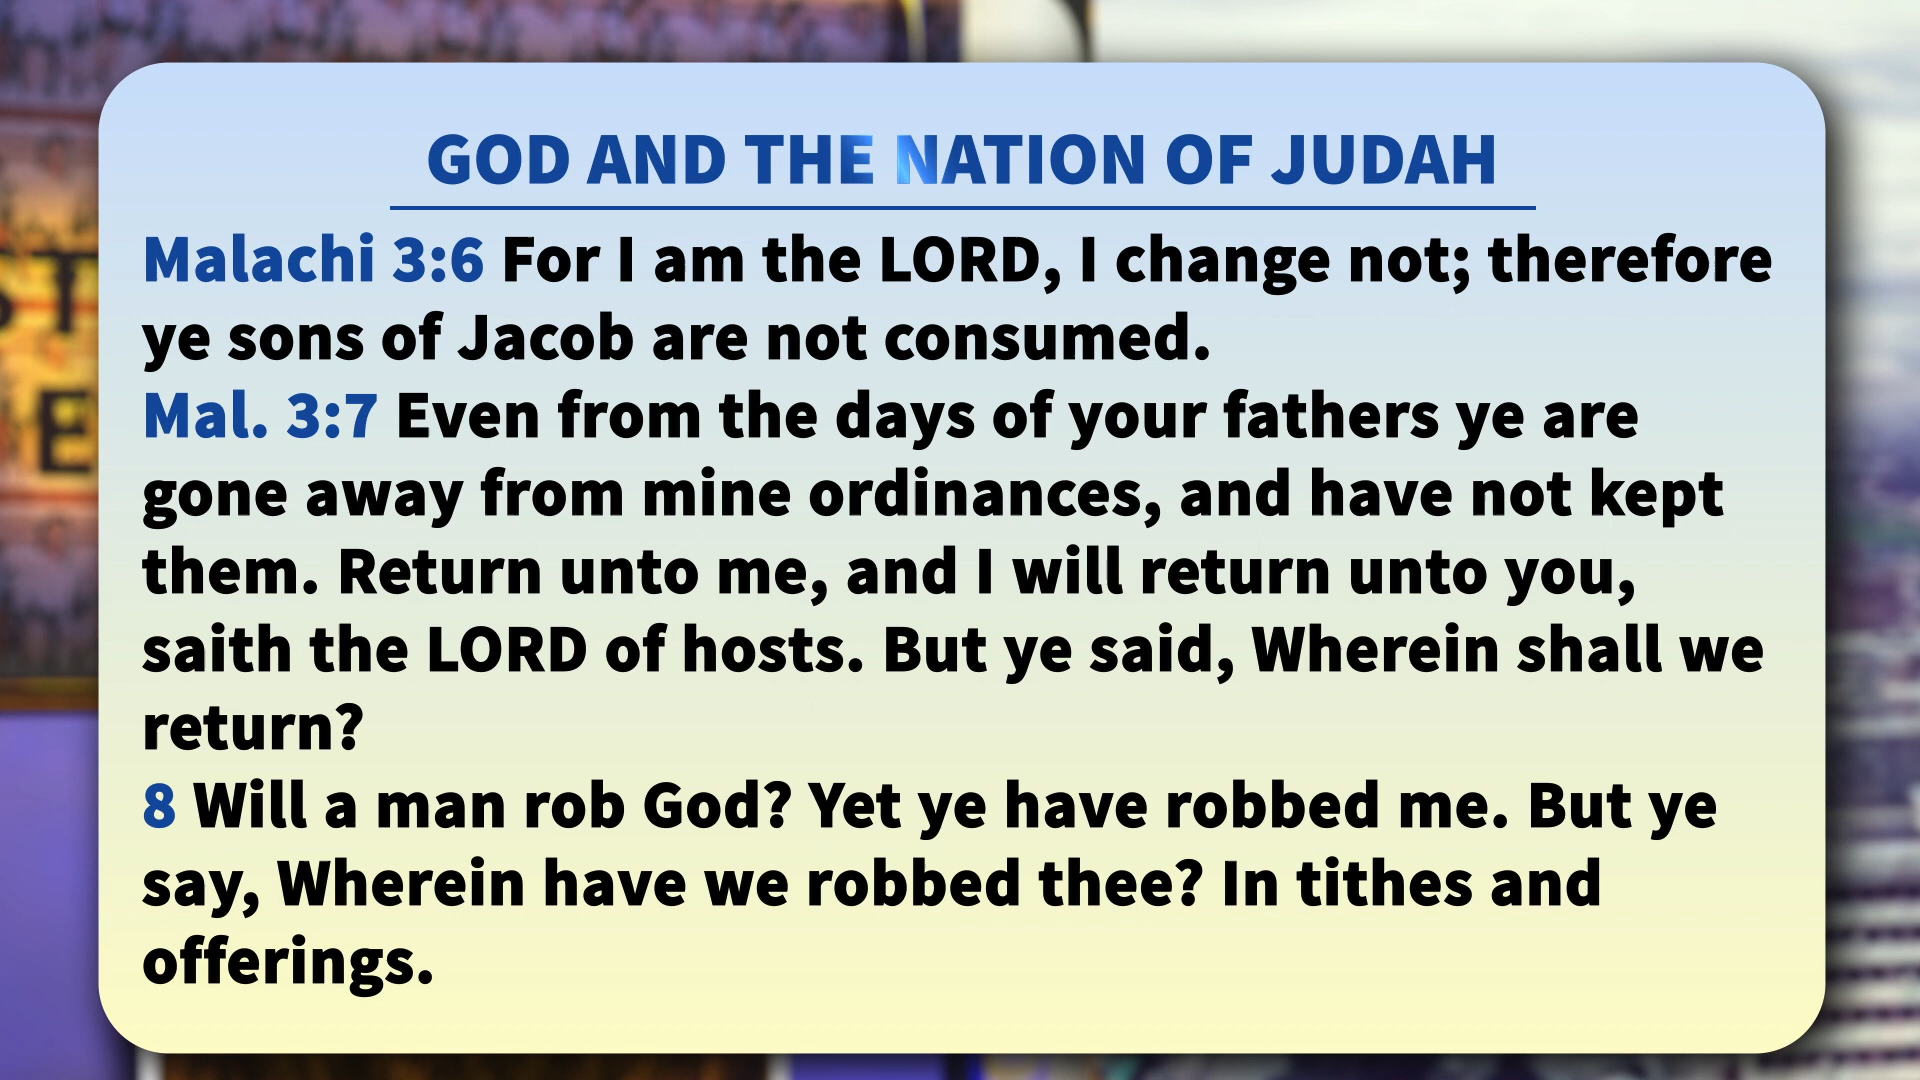 GOD AND THE NATION OF JUDAH
Malachi 3:6 For I am the LORD, I change not; therefore
ye sons of Jacob are not consumed.
Mal. 3:7 Even from the days of your fathers ye are
gone away from mine ordinances, and have not kept
them. Return unto me, and I will return unto you,
saith the LORD of hosts. But ye said, Wherein shall we
return?
8 Will a man rob God? Yet ye have robbed me. But ye
say, Wherein have we robbed thee? In tithes and
offerings.